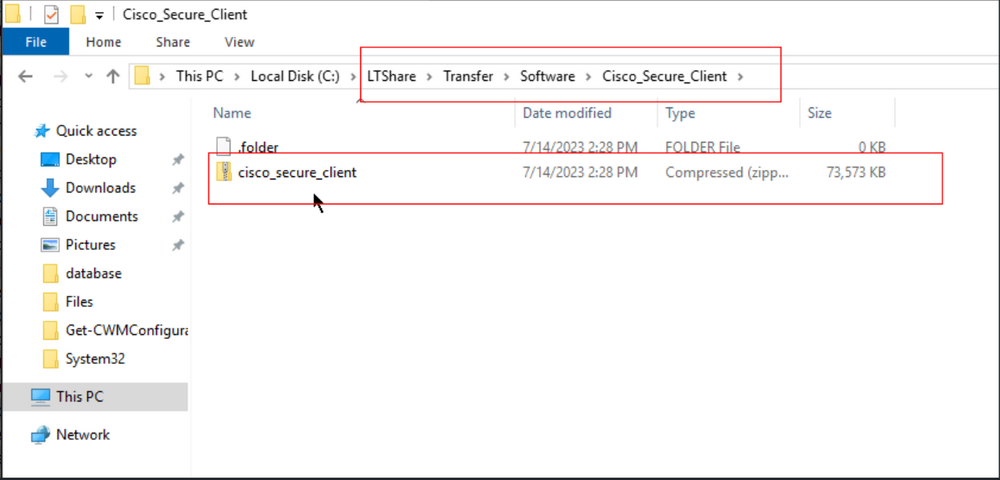 Cisco_Secure_Client
File Home Share View
This PC Local Disk (C:) LTShare Transfer Software Cisco_Secure_Client
Name Date modified Type Size
.folder 7/14/2023 2:28 PM FOLDER File 0 KB
cisco_secure_client 7/14/2023 2:28 PM Compressed (zipp... 73,573 KB
Quick access
Desktop
Downloads
Documents
Pictures
database
Files
Get-CWMConfigura
System32
This PC
Network